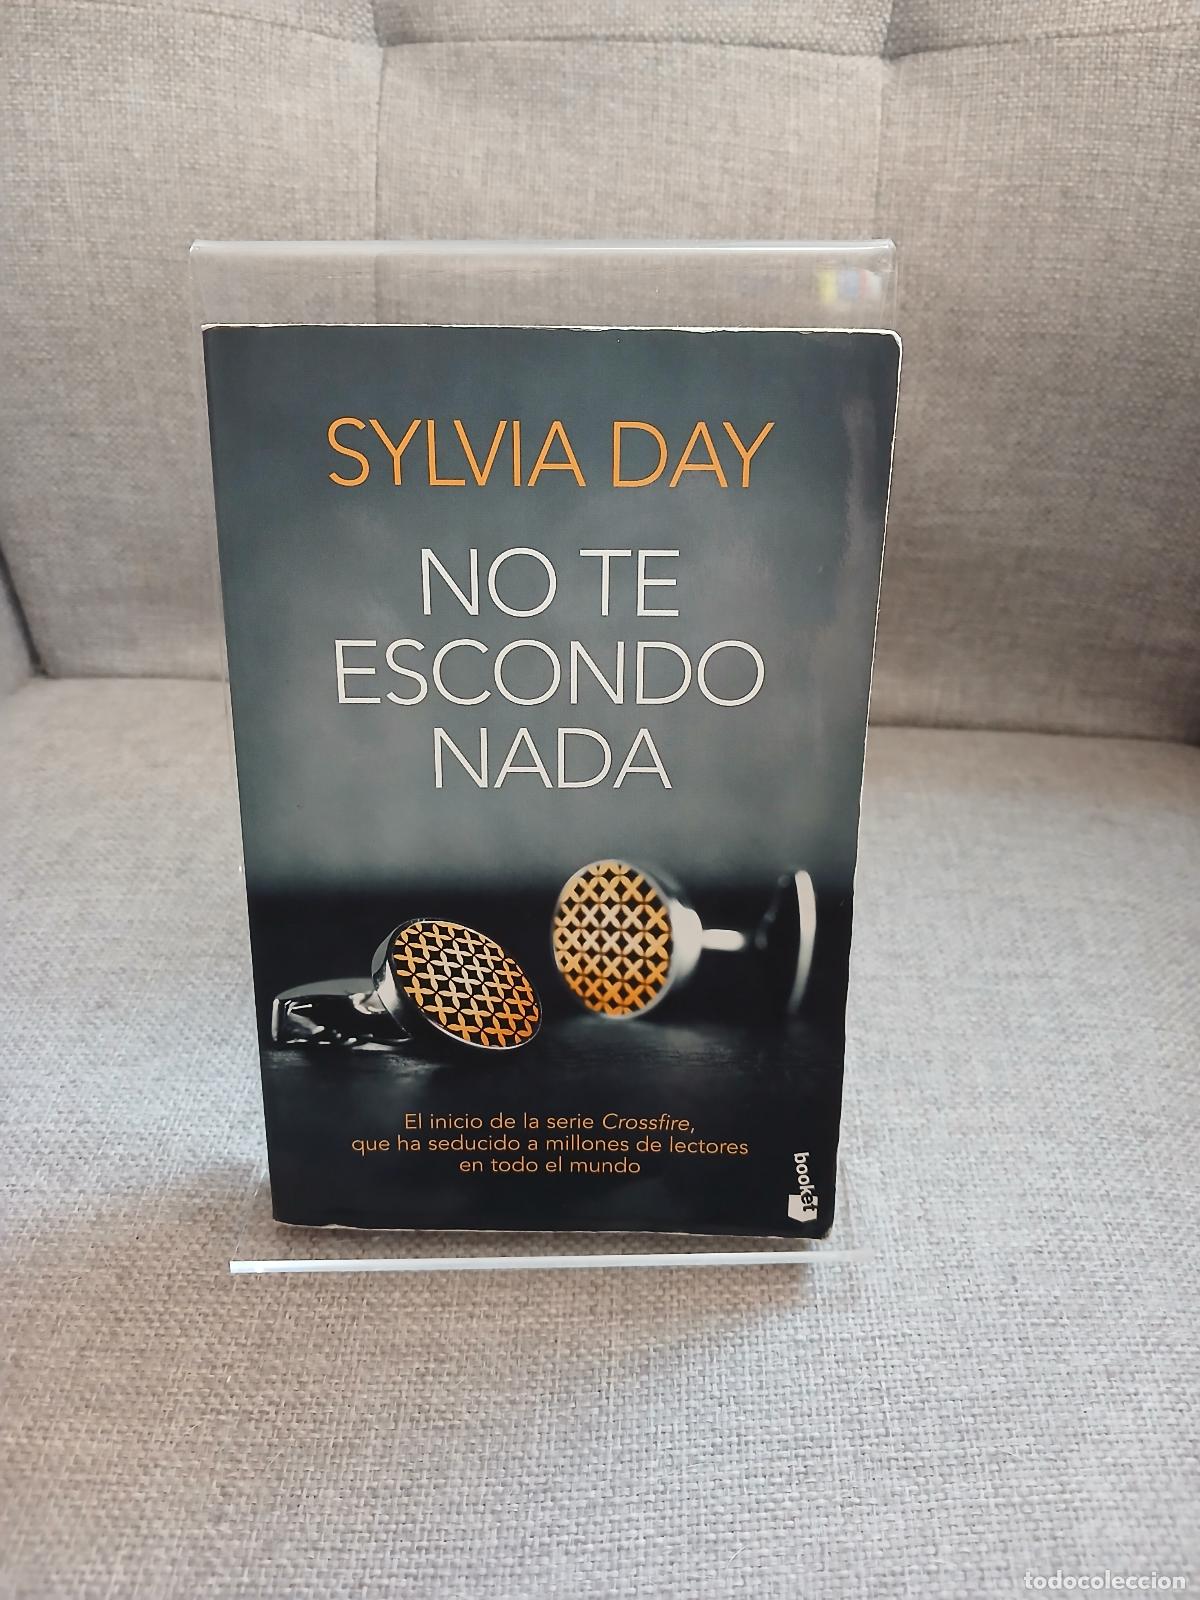 SYLVIA DAY
NO TE
ESCONDO
NADA
El inicio de la serie Crossfire,
que ha seducido a millones de lectores
en todo el mundo
booket
todocoleccion